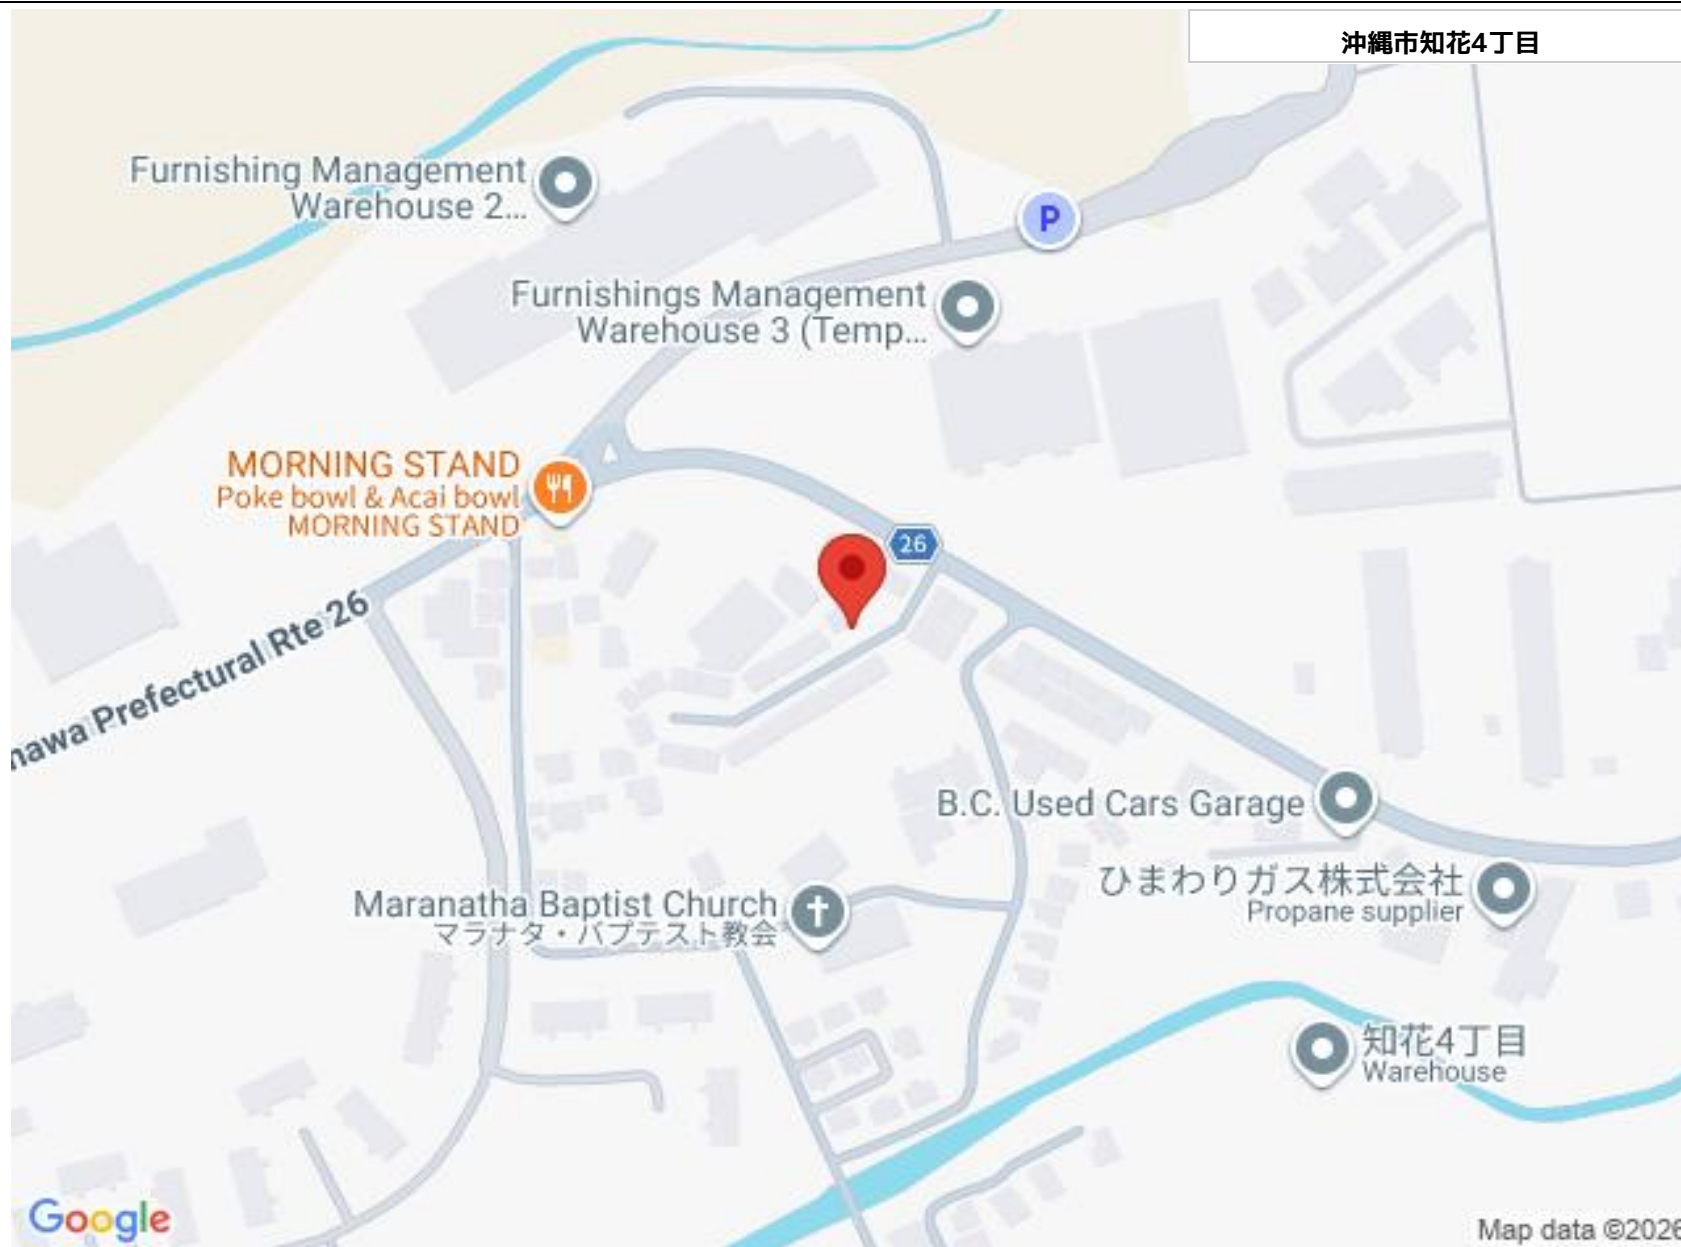 沖縄市知花4丁目
Furnishing Management
Warehouse 2...
P
Furnishings Management
Warehouse 3 (Temp...
MORNING STAND
Poke bowl & Acai bowl
MORNING STAND
26
nawa Prefectural Rte 26
B.C. Used Cars Garage
ひまわりガス株式会社
Propane supplier
Maranatha Baptist Church
マラナタ・バプテスト教会
知花4丁目
Warehouse
Google
Map data ©2026